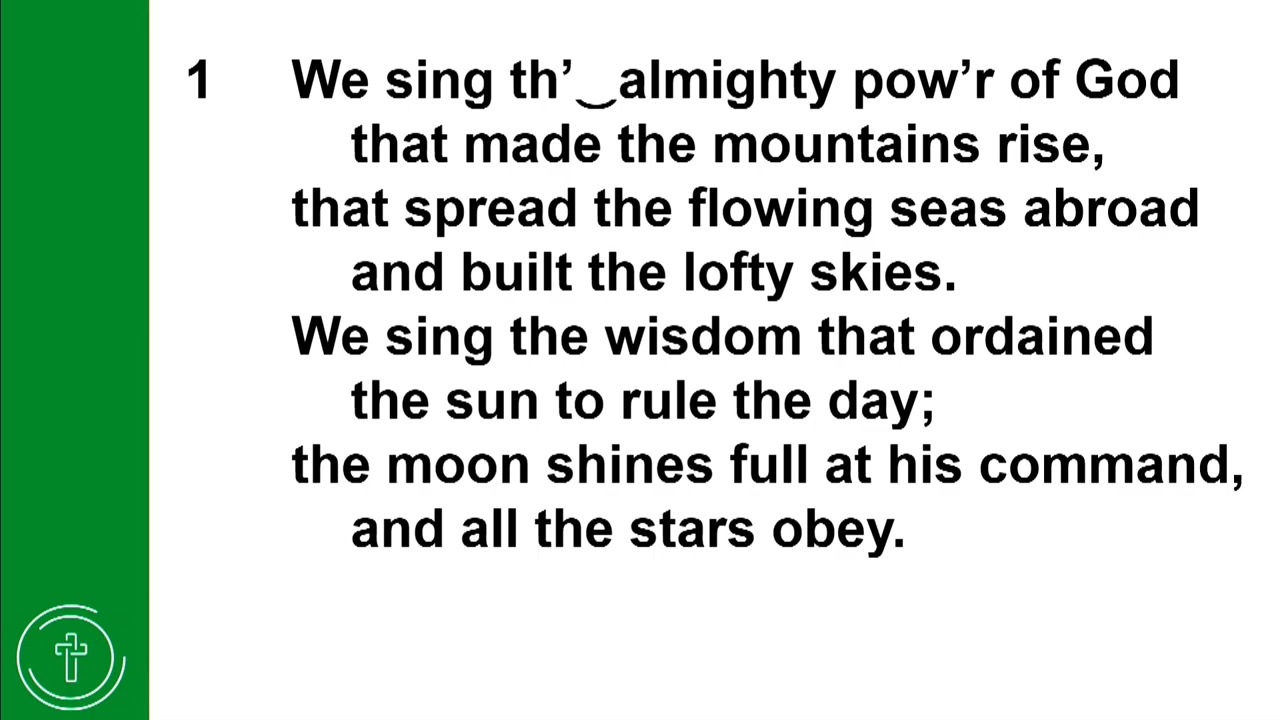 1 We sing th’‿almighty pow’r of God
that made the mountains rise,
that spread the flowing seas abroad
and built the lofty skies.
We sing the wisdom that ordained
the sun to rule the day;
the moon shines full at his command,
and all the stars obey.